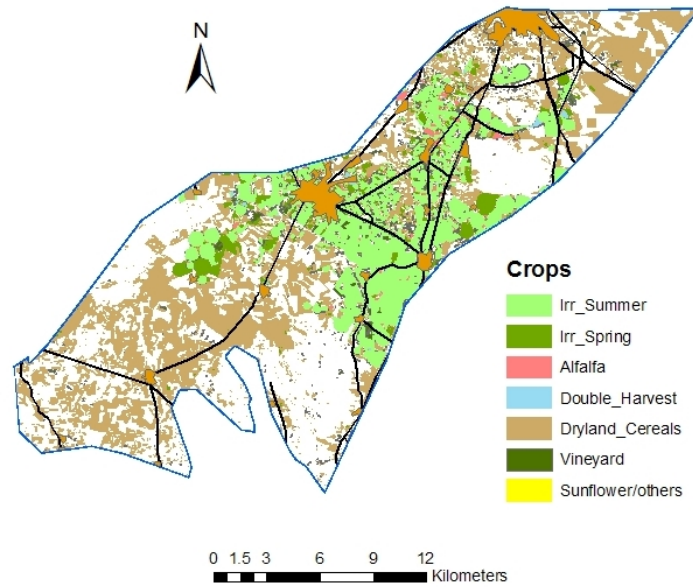 N
Crops
Irr_Summer
Irr_Spring
Alfalfa
Double_Harvest
Dryland_Cereals
Vineyard
Sunflower/others
0 1.5 3 6 9 12
Kilometers